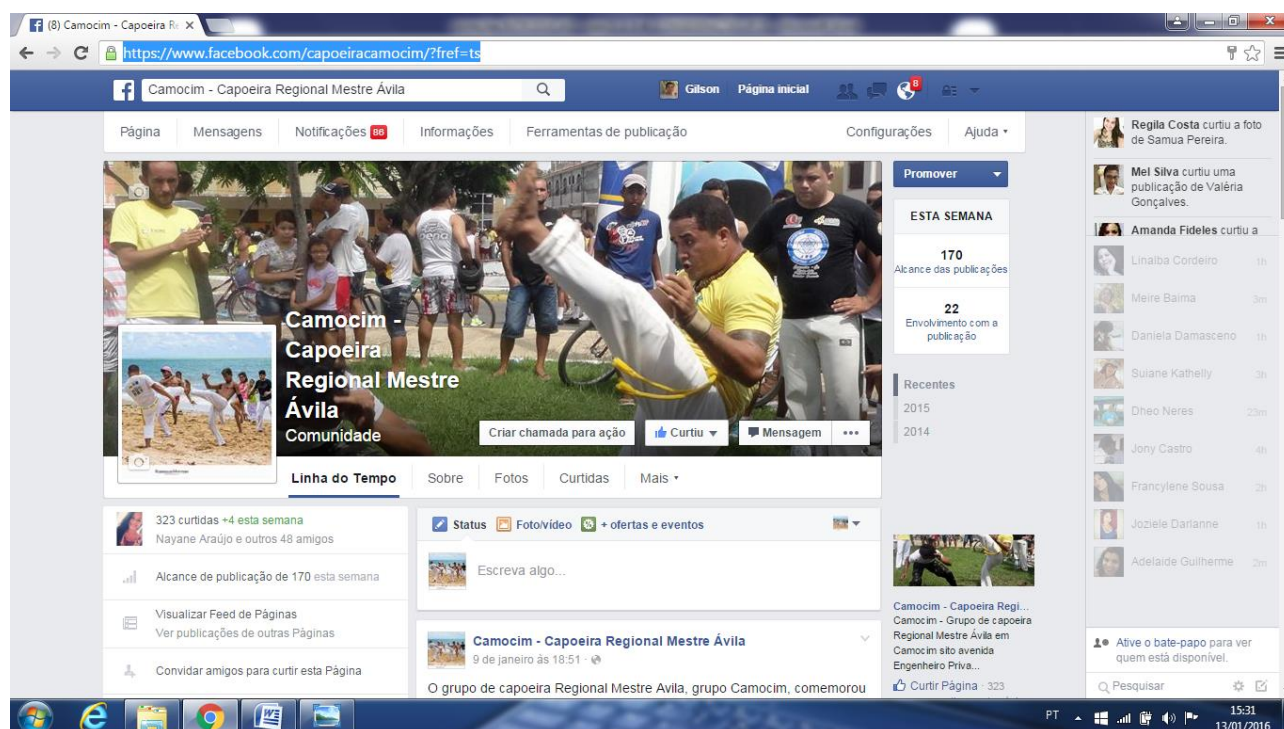 (8) Camocim - Capoeira Re
https://www.facebook.com/capoeiracamocim/?fref=ts
Camocim - Capoeira Regional Mestre Ávila
Gilson
Página inicial
8
Página
Mensagens
Notificações 86
Informações
Ferramentas de publicação
Configurações
Ajuda
Camocim -
Capoeira
Regional Mestre
Ávila
Comunidade
Criar chamada para ação
Curtiu
Mensagem
Linha do Tempo
Sobre
Fotos
Curtidas
Mais
Promover
ESTA SEMANA
170
Alcance das publicações
22
Envolvimento com a
publicação
Recentes
2015
2014
323 curtidas +4 esta semana
Nayane Araújo e outros 48 amigos
Alcance de publicação de 170 esta semana
Visualizar Feed de Páginas
Ver publicações de outras Páginas
Convidar amigos para curtir esta Página
Status
Foto/vídeo
+ ofertas e eventos
Escreva algo...
Camocim - Capoeira Regional Mestre Ávila
9 de janeiro às 18:51
O grupo de capoeira Regional Mestre Avila, grupo Camocim, comemorou
Camocim - Capoeira Regi...
Camocim - Grupo de capoeira
Regional Mestre Ávila em
Camocim sito avenida
Engenheiro Priva...
Curtir Página · 323
Regila Costa curtiu a foto
de Samua Pereira.
Mel Silva curtiu uma
publicação de Valéria
Gonçalves.
Amanda Fideles curtiu a
Linalba Cordeiro 1h
Meire Baima 3m
Daniela Damasceno 1h
Suiane Kathelly 3h
Dheo Neres 23m
Jony Castro 4h
Francylene Sousa 2h
Joziele Darlanne 1h
Adelaide Guilherme 2m
Ative o bate-papo para ver
quem está disponível.
Pesquisar
PT
15:31
13/01/2016